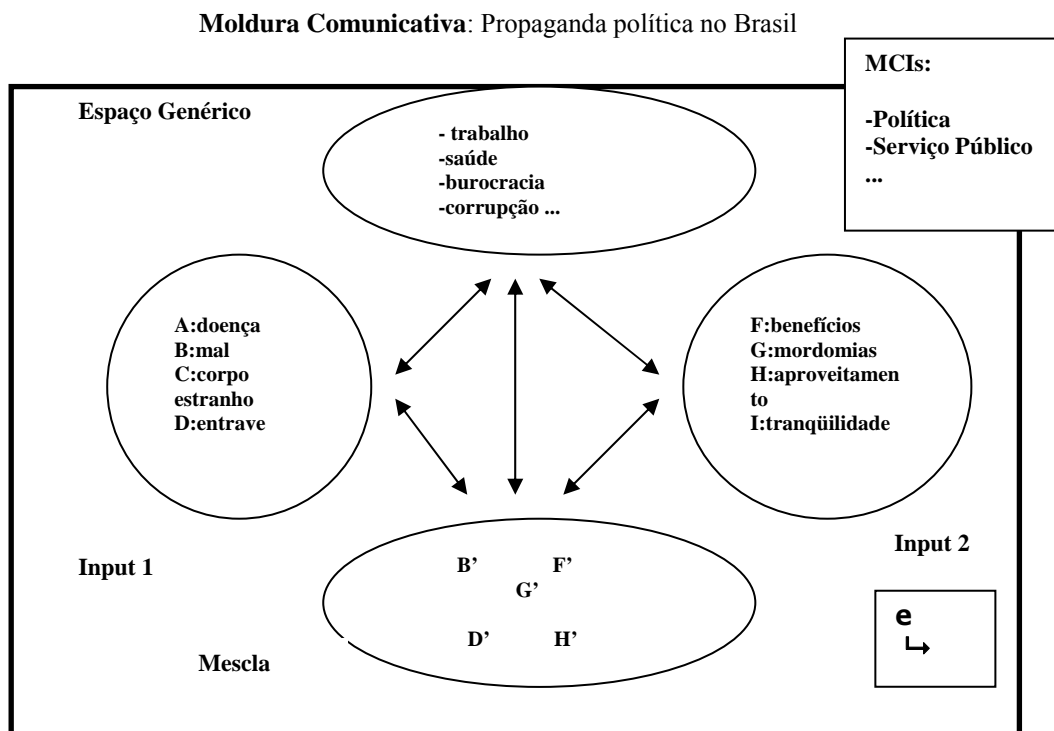 Moldura Comunicativa: Propaganda política no Brasil
MCIs:
-Política
-Serviço Público
...
Espaço Genérico
- trabalho
-saúde
-burocracia
-corrupção ...
A:doença
B:mal
C:corpo
estranho
D:entrave
F:benefícios
G:mordomias
H:aproveitamen
to
I:tranqüilidade
Input 1
Input 2
B’ F’
G’
D’ H’
Mescla
e